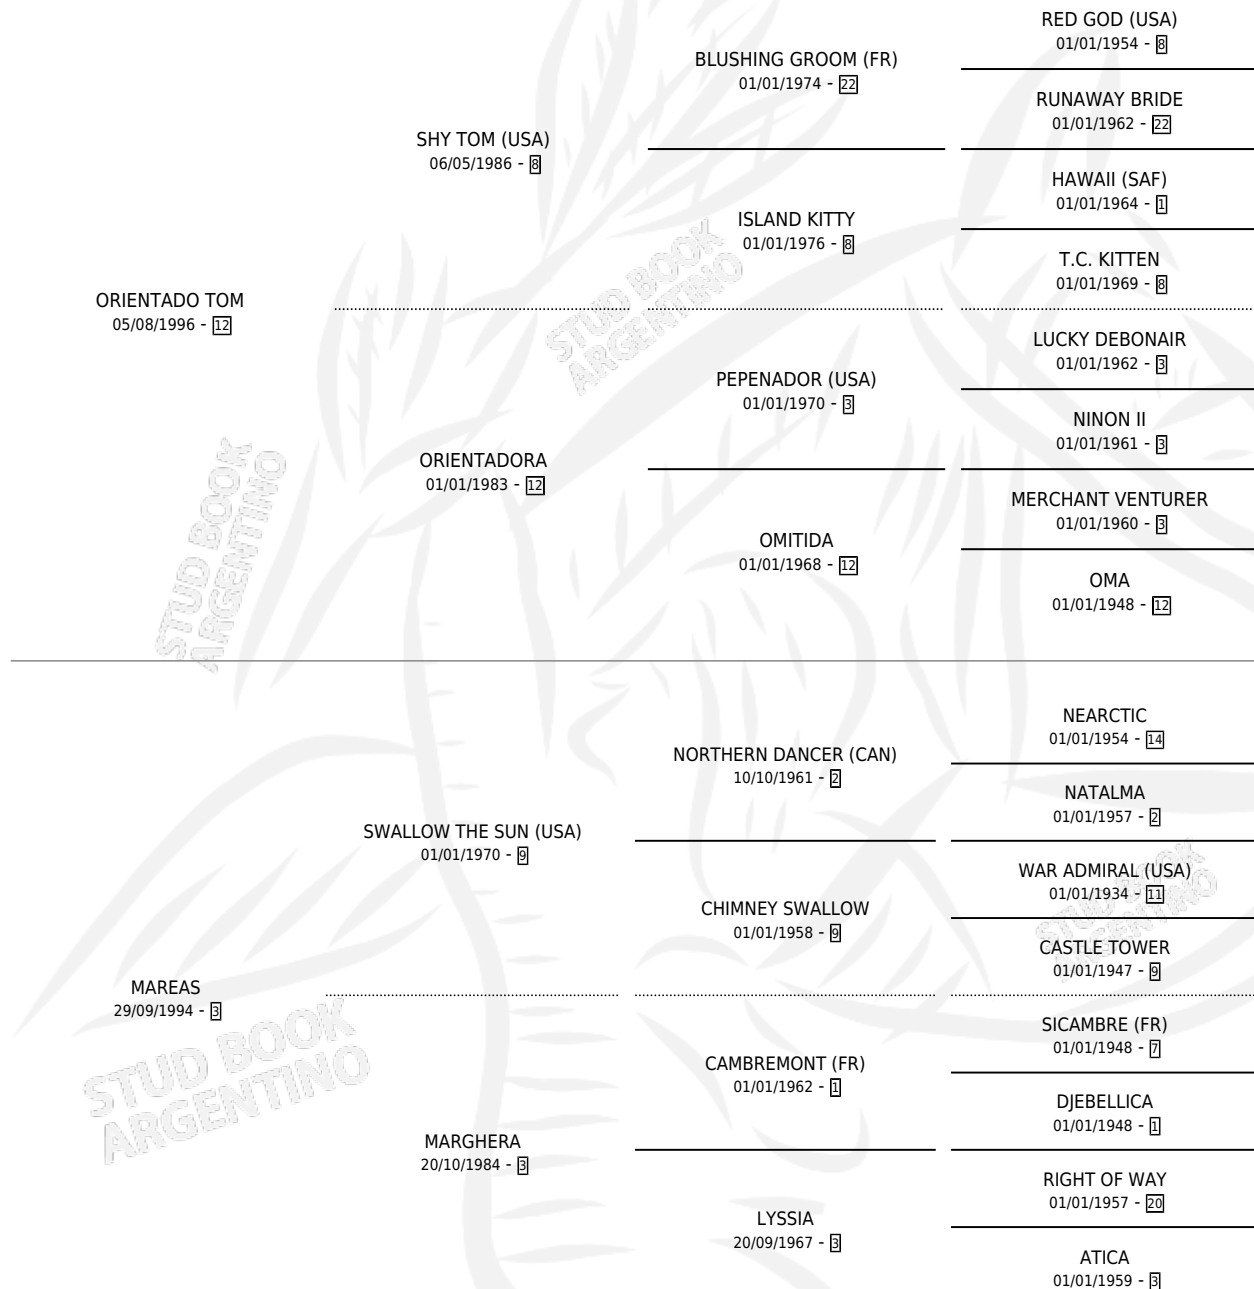 RED GOD (USA)
01/01/1954 - 8
BLUSHING GROOM (FR)
01/01/1974 - 22
RUNAWAY BRIDE
01/01/1962 - 22
SHY TOM (USA)
06/05/1986 - 8
HAWAII (SAF)
01/01/1964 - 1
ISLAND KITTY
01/01/1976 - 8
T.C. KITTEN
01/01/1969 - 8
ORIENTADO TOM
05/08/1996 - 12
LUCKY DEBONAIR
01/01/1962 - 3
PEPENADOR (USA)
01/01/1970 - 3
NINON II
01/01/1961 - 3
ORIENTADORA
01/01/1983 - 12
MERCHANT VENTURER
01/01/1960 - 3
OMITIDA
01/01/1968 - 12
OMA
01/01/1948 - 12
NEARCTIC
01/01/1954 - 14
NORTHERN DANCER (CAN)
10/10/1961 - 2
NATALMA
01/01/1957 - 2
SWALLOW THE SUN (USA)
01/01/1970 - 9
WAR ADMIRAL (USA)
01/01/1934 - 11
CHIMNEY SWALLOW
01/01/1958 - 9
CASTLE TOWER
01/01/1947 - 9
MAREAS
29/09/1994 - 3
SICAMBRE (FR)
01/01/1948 - 7
CAMBREMONT (FR)
01/01/1962 - 1
DJEBELLICA
01/01/1948 - 1
MARGHERA
20/10/1984 - 3
RIGHT OF WAY
01/01/1957 - 20
LYSSIA
20/09/1967 - 3
ATICA
01/01/1959 - 3
STUD BOOK
ARGENTINO
STUD BOOK
ARGENTINO
STUD BOOK
ARGENTINO
STUD BOOK
ARGENTINO